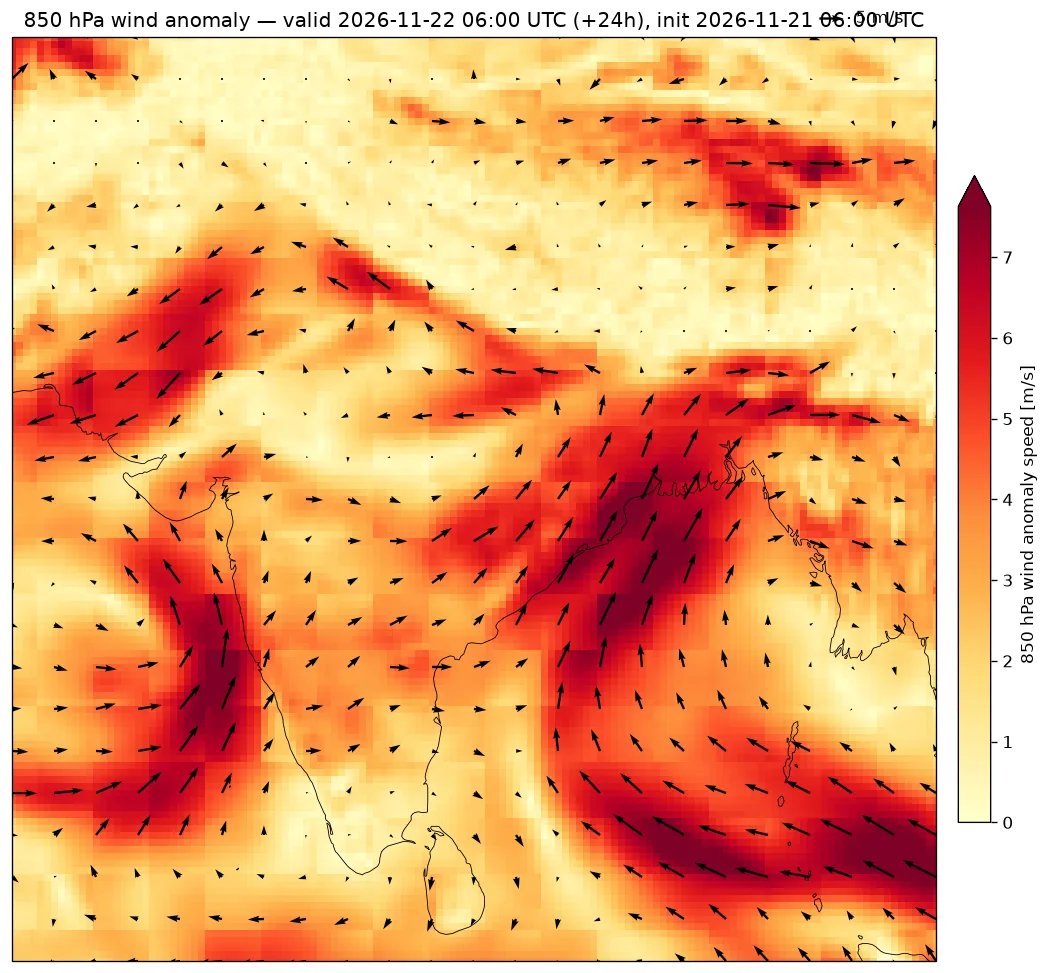 850 hPa wind anomaly — valid 2026-11-22 06:00 UTC (+24h), init 2026-11-21 06:00 UTC
5 m/s
7
6
5
4
3
2
1
0
850 hPa wind anomaly speed [m/s]